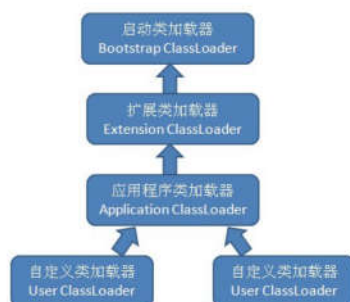 启动类加载器
Bootstrap ClassLoader
扩展类加载器
Extension ClassLoader
应用程序类加载器
Application ClassLoader
自定义类加载器
User ClassLoader
自定义类加载器
User ClassLoader